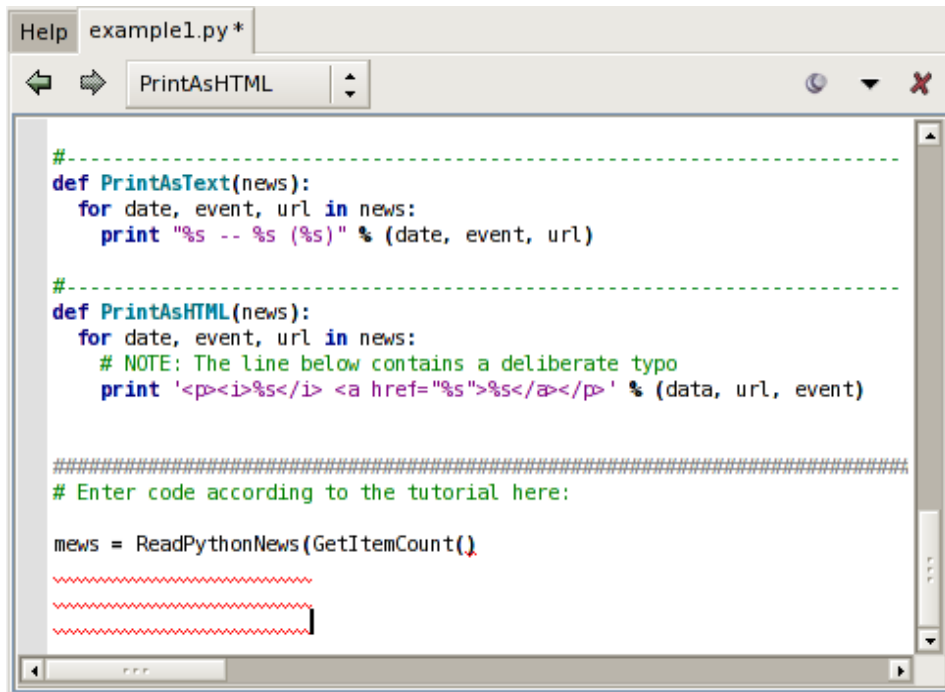 Help example1.py*
PrintAsHTML
#----------------------------------------------------------------------
def PrintAsText(news):
  for date, event, url in news:
    print "%s -- %s (%s)" % (date, event, url)
#----------------------------------------------------------------------
def PrintAsHTML(news):
  for date, event, url in news:
    # NOTE: The line below contains a deliberate typo
    print '<p><i>%s</i> <a href="%s">%s</a></p>' % (data, url, event)
########################################################################
# Enter code according to the tutorial here:
mews = ReadPythonNews(GetItemCount()